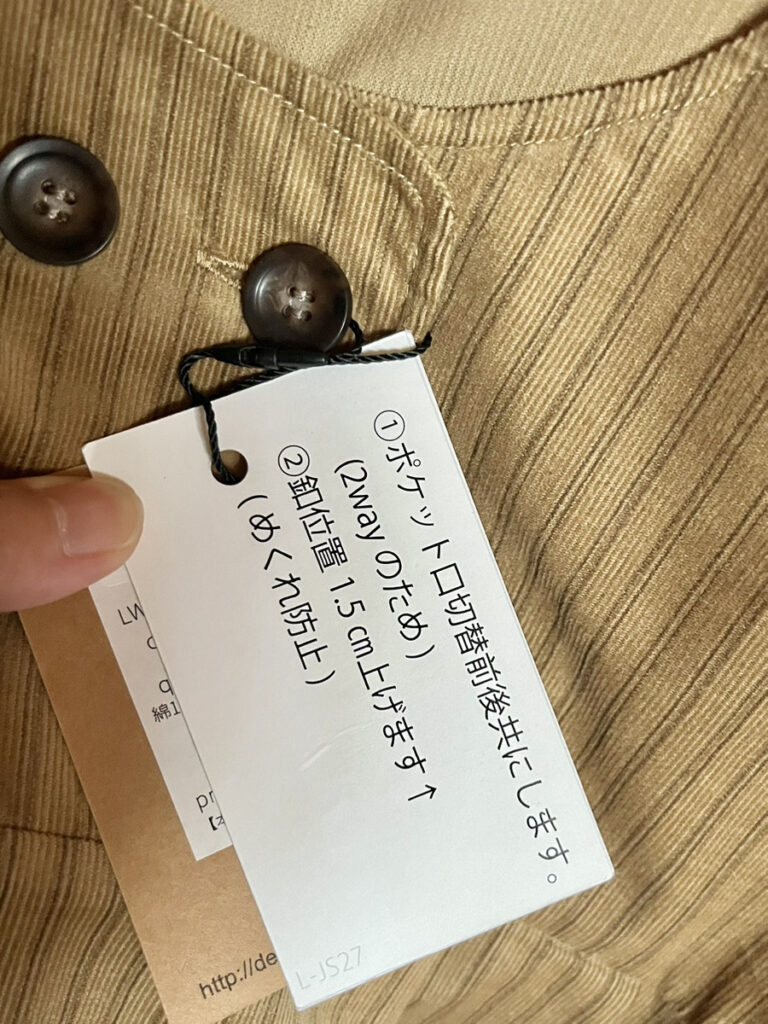 ①ポケット口切替前後共にします。
(2way のため)
②釦位置 1.5 ㎝上げます↑
(めくれ防止)
L-JS27
LW
q
綿1
pr
http://de